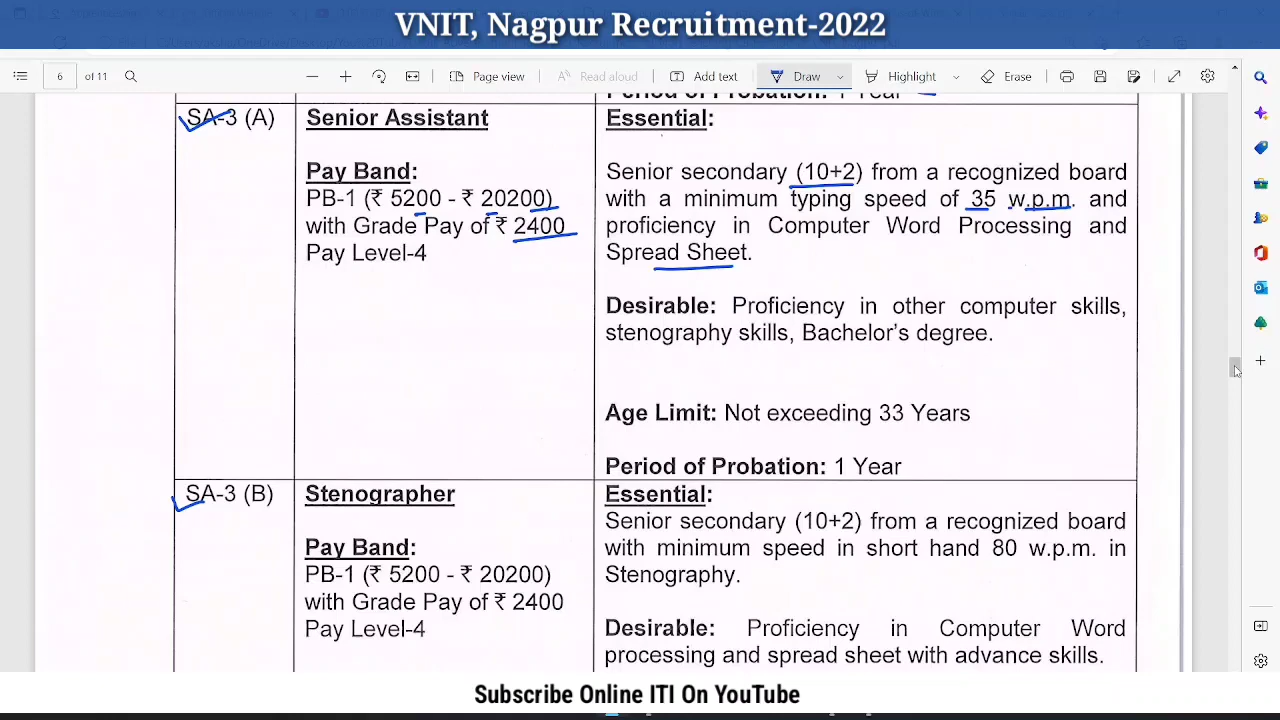 VNIT, Nagpur Recruitment-2022
6 of 11
Page view
Read aloud
Add text
Draw
Highlight
Erase
Period of Probation: 1 Year
SA-3 (A)
Senior Assistant
Pay Band:
PB-1 (₹ 5200 - ₹ 20200)
with Grade Pay of ₹ 2400
Pay Level-4
Essential:
Senior secondary (10+2) from a recognized board
with a minimum typing speed of 35 w.p.m. and
proficiency in Computer Word Processing and
Spread Sheet.
Desirable: Proficiency in other computer skills,
stenography skills, Bachelor's degree.
Age Limit: Not exceeding 33 Years
Period of Probation: 1 Year
SA-3 (B)
Stenographer
Pay Band:
PB-1 (₹ 5200 - ₹ 20200)
with Grade Pay of ₹ 2400
Pay Level-4
Essential:
Senior secondary (10+2) from a recognized board
with minimum speed in short hand 80 w.p.m. in
Stenography.
Desirable: Proficiency in Computer Word
processing and spread sheet with advance skills.
Subscribe Online ITI On YouTube